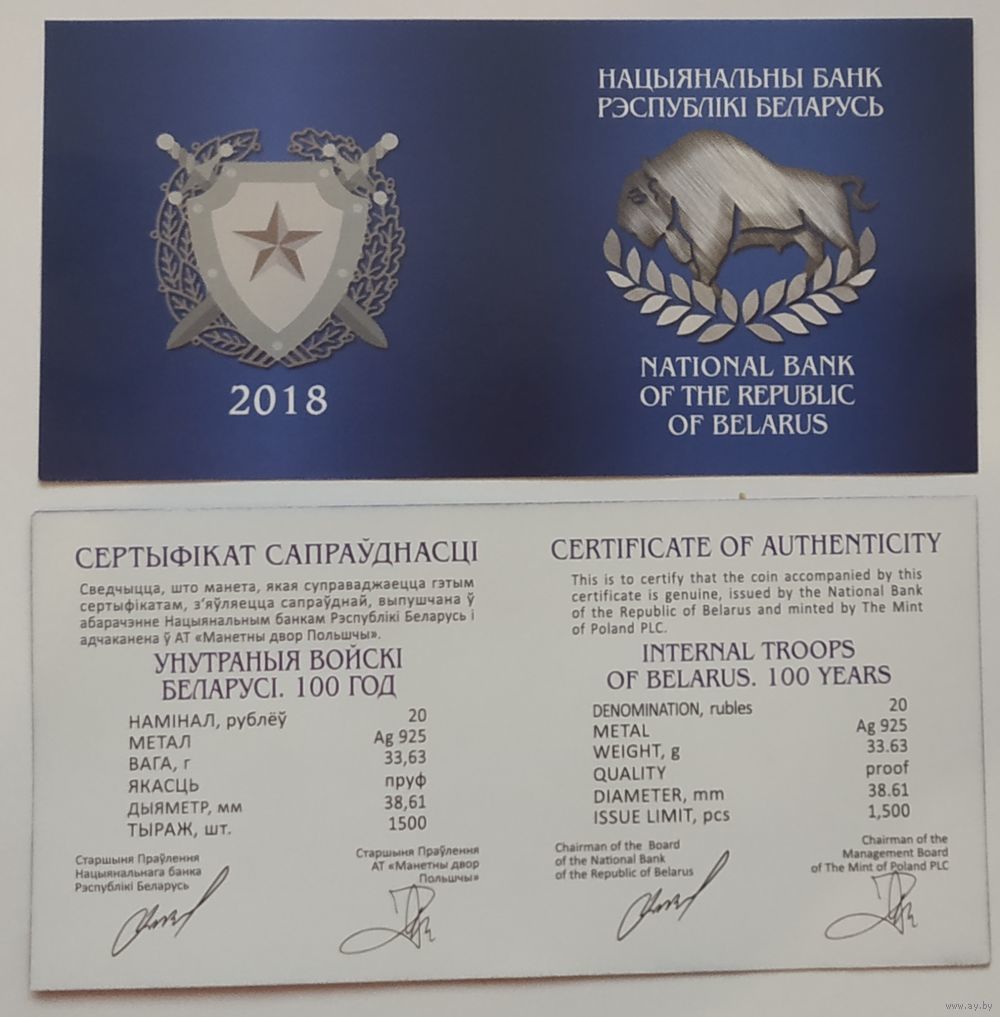 НАЦЫЯНАЛЬНЫ БАНК
РЭСПУБЛІКІ БЕЛАРУСЬ
2018
NATIONAL BANK
OF THE REPUBLIC
OF BELARUS
СЕРТЫФІКАТ САПРАЎДНАСЦІ
Сведчыцца, што манета, якая суправаджаецца гэтым
сертыфікатам, з’яўляецца сапраўднай, выпушчана ў
абарачэнне Нацыянальным банкам Рэспублікі Беларусь і
адчаканена ў АТ «Манетны двор Польшчы».
УНУТРАНЫЯ ВОЙСКІ
БЕЛАРУСІ. 100 ГОД
НАМІНАЛ, рублёў 20
МЕТАЛ Ag 925
ВАГА, г 33,63
ЯКАСЦЬ пруф
ДЫЯМЕТР, мм 38,61
ТЫРАЖ, шт. 1500
Старшыня Праўлення
Нацыянальнага банка
Рэспублікі Беларусь
Старшыня Праўлення
АТ «Манетны двор
Польшчы»
CERTIFICATE OF AUTHENTICITY
This is to certify that the coin accompanied by this
certificate is genuine, issued by the National Bank
of the Republic of Belarus and minted by The Mint
of Poland PLC.
INTERNAL TROOPS
OF BELARUS. 100 YEARS
DENOMINATION, rubles 20
METAL Ag 925
WEIGHT, g 33.63
QUALITY proof
DIAMETER, mm 38.61
ISSUE LIMIT, pcs 1,500
Chairman of the Board
of the National Bank
of the Republic of Belarus
Chairman of the
Management Board
of The Mint of Poland PLC
www.ay.by